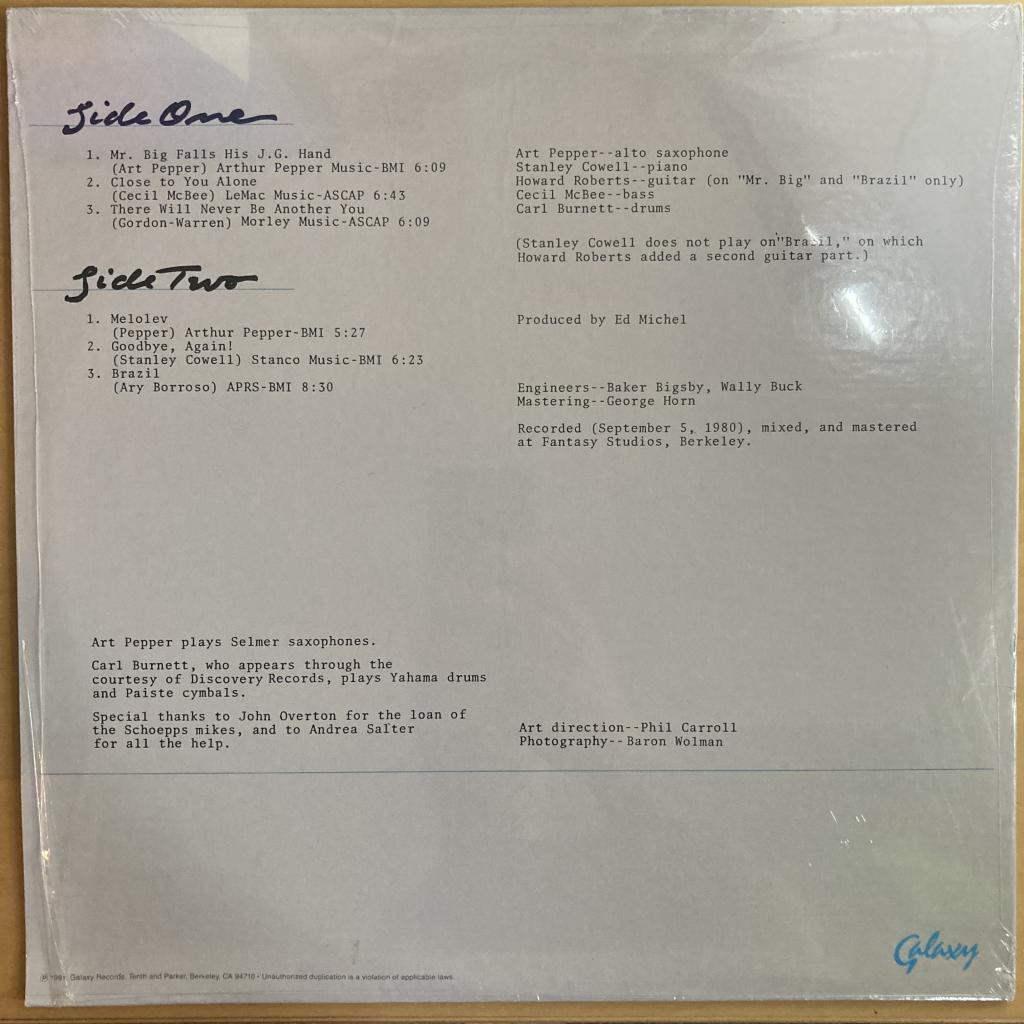 Side One
1. Mr. Big Falls His J.G. Hand
(Art Pepper) Arthur Pepper Music-BMI 6:09
2. Close to You Alone
(Cecil McBee) LeMac Music-ASCAP 6:43
3. There Will Never Be Another You
(Gordon-Warren) Morley Music-ASCAP 6:09
Side Two
1. Melolev
(Pepper) Arthur Pepper-BMI 5:27
2. Goodbye, Again!
(Stanley Cowell) Stanco Music-BMI 6:23
3. Brazil
(Ary Borroso) APRS-BMI 8:30
Art Pepper--alto saxophone
Stanley Cowell--piano
Howard Roberts--guitar (on "Mr. Big" and "Brazil" only)
Cecil McBee--bass
Carl Burnett--drums
(Stanley Cowell does not play on"Brazil," on which
Howard Roberts added a second guitar part.)
Produced by Ed Michel
Engineers--Baker Bigsby, Wally Buck
Mastering--George Horn
Recorded (September 5, 1980), mixed, and mastered
at Fantasy Studios, Berkeley.
Art Pepper plays Selmer saxophones.
Carl Burnett, who appears through the
courtesy of Discovery Records, plays Yahama drums
and Paiste cymbals.
Special thanks to John Overton for the loan of
the Schoepps mikes, and to Andrea Salter
for all the help.
Art direction--Phil Carroll
Photography--Baron Wolman
℗ 1981, Galaxy Records, Tenth and Parker, Berkeley, CA 94710 • Unauthorized duplication is a violation of applicable laws.
Galaxy